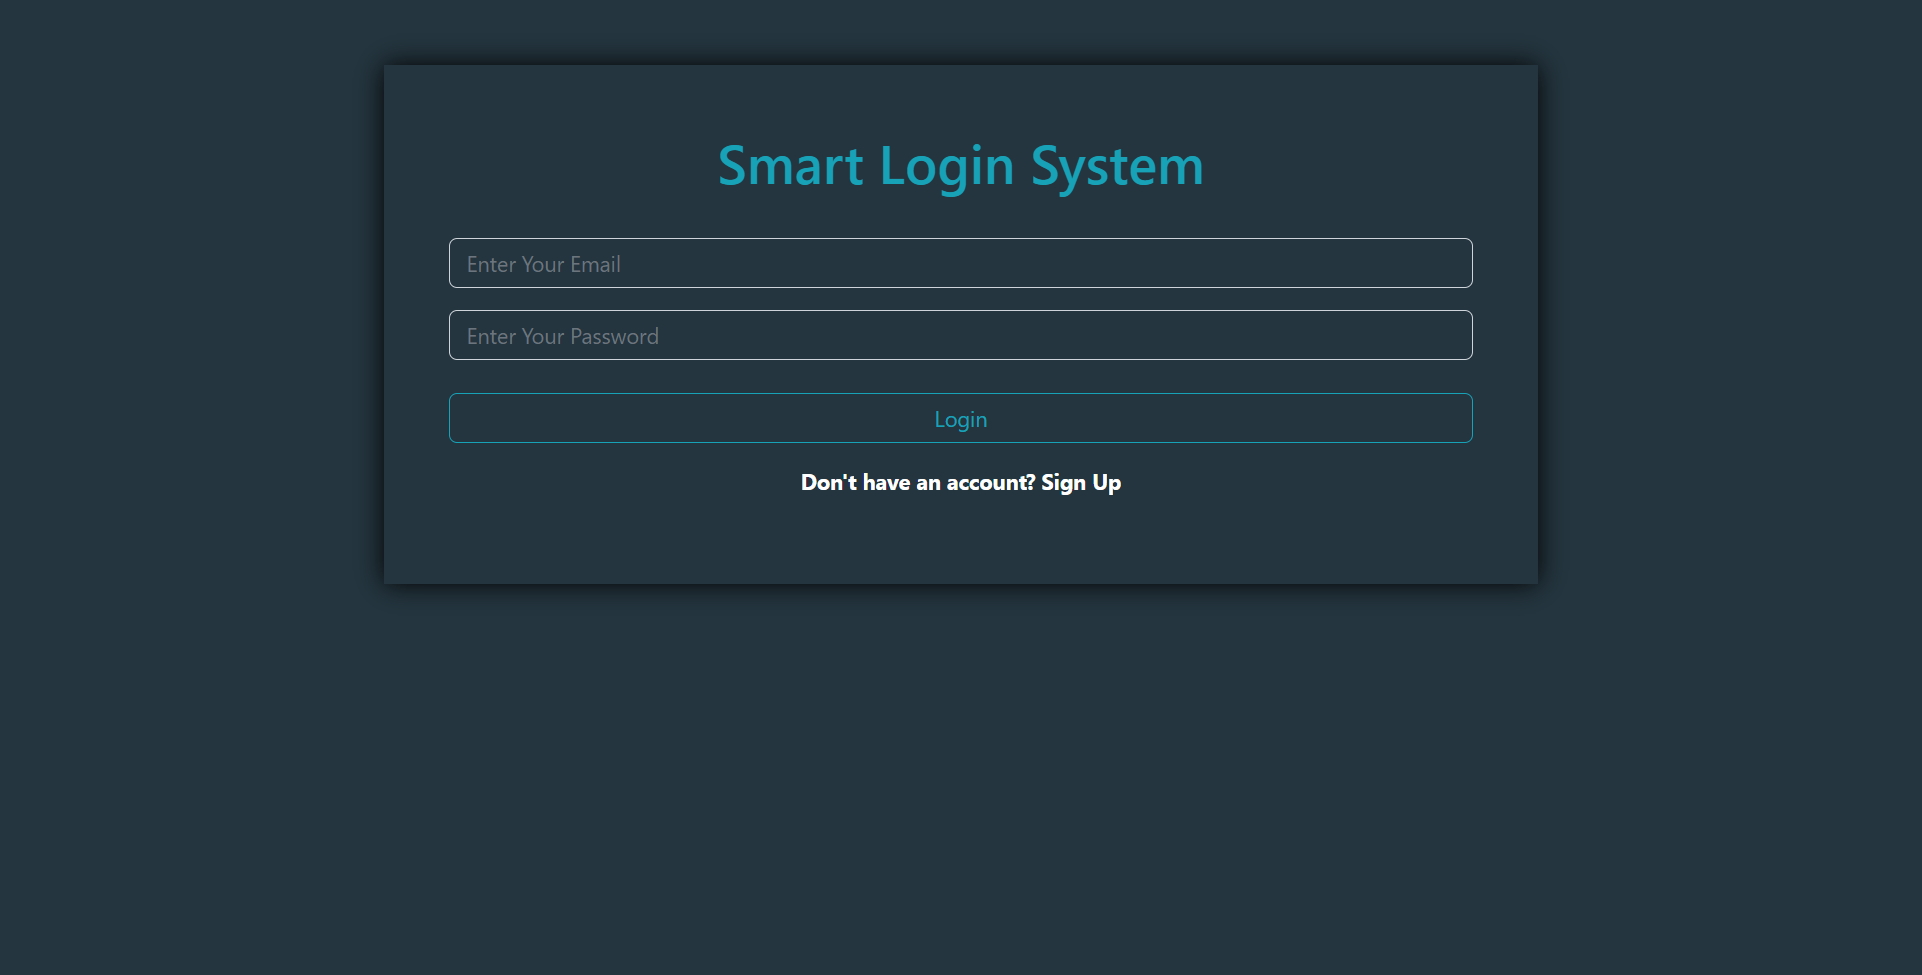 Smart Login System
Enter Your Email
Enter Your Password
Login
Don't have an account? Sign Up